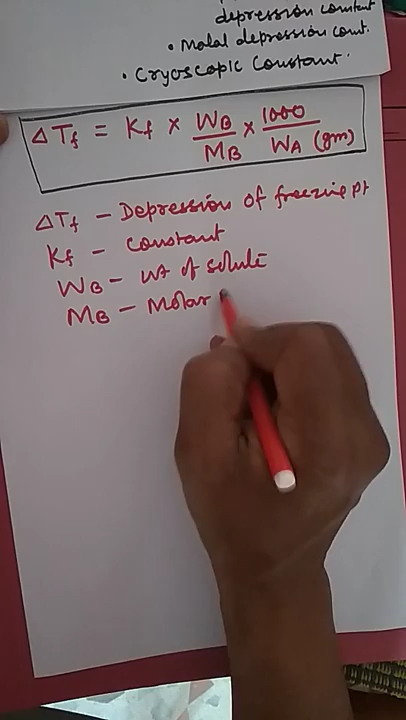 depression constant
• Molal depression const.
• Cryoscopic Constant.
ΔTf = Kf × WB/MB × 1000/WA (gm)
ΔTf – Depression of freezing pt
Kf – constant
WB – wt of solute
MB – Molar